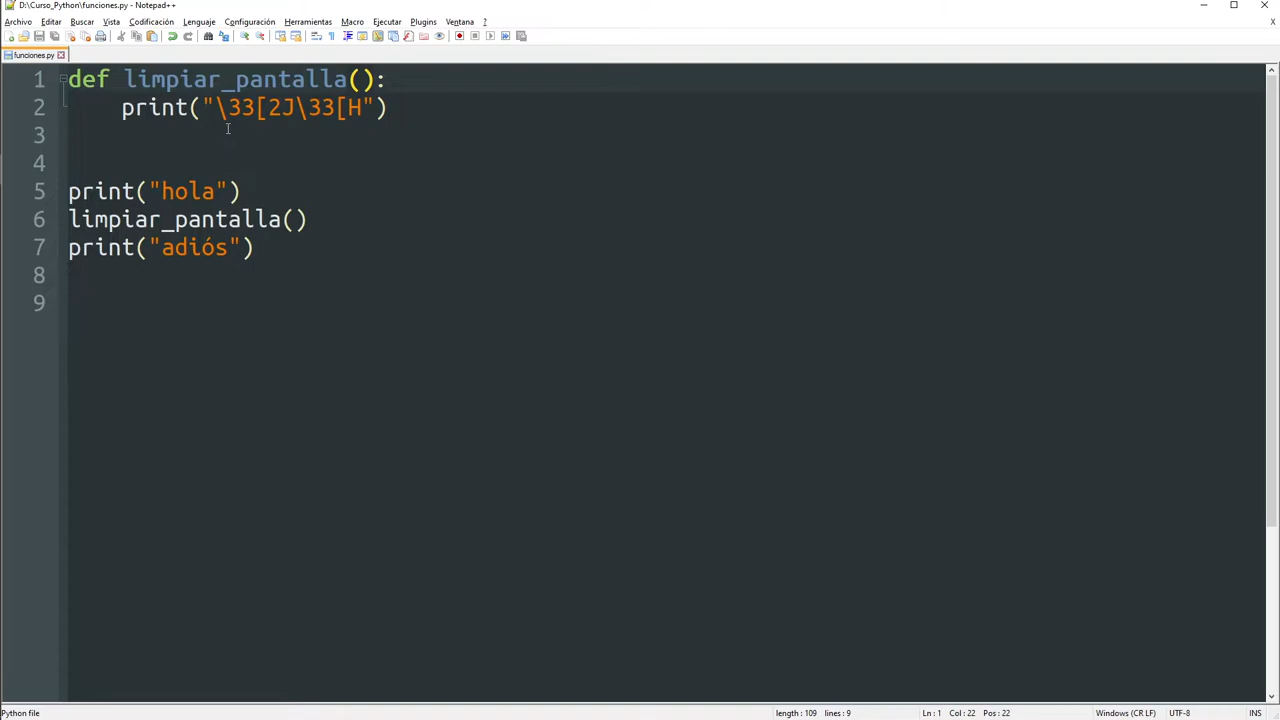 D:\Curso_Python\funciones.py - Notepad++
Archivo Editar Buscar Vista Codificación Lenguaje Configuración Herramientas Macro Ejecutar Plugins Ventana ?
X
funciones.py
1 def limpiar_pantalla():
2 print("\33[2J\33[H")
3
4
5 print("hola")
6 limpiar_pantalla()
7 print("adiós")
8
9
Python file length : 109 lines : 9 Ln : 1 Col : 22 Pos : 22 Windows (CR LF) UTF-8 INS